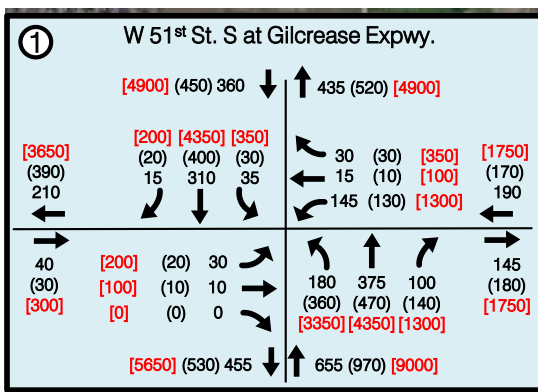 ① W 51st St. S at Gilcrease Expwy.
[4900] (450) 360
435 (520) [4900]
[3650]
(390)
210
[200] [4350] [350]
(20) (400) (30)
15 310 35
30 (30) [350]
15 (10) [100]
145 (130) [1300]
[1750]
(170)
190
40
(30)
[300]
[200] (20) 30
[100] (10) 10
[0] (0) 0
180 375 100
(360) (470) (140)
[3350] [4350] [1300]
145
(180)
[1750]
[5650] (530) 455
655 (970) [9000]